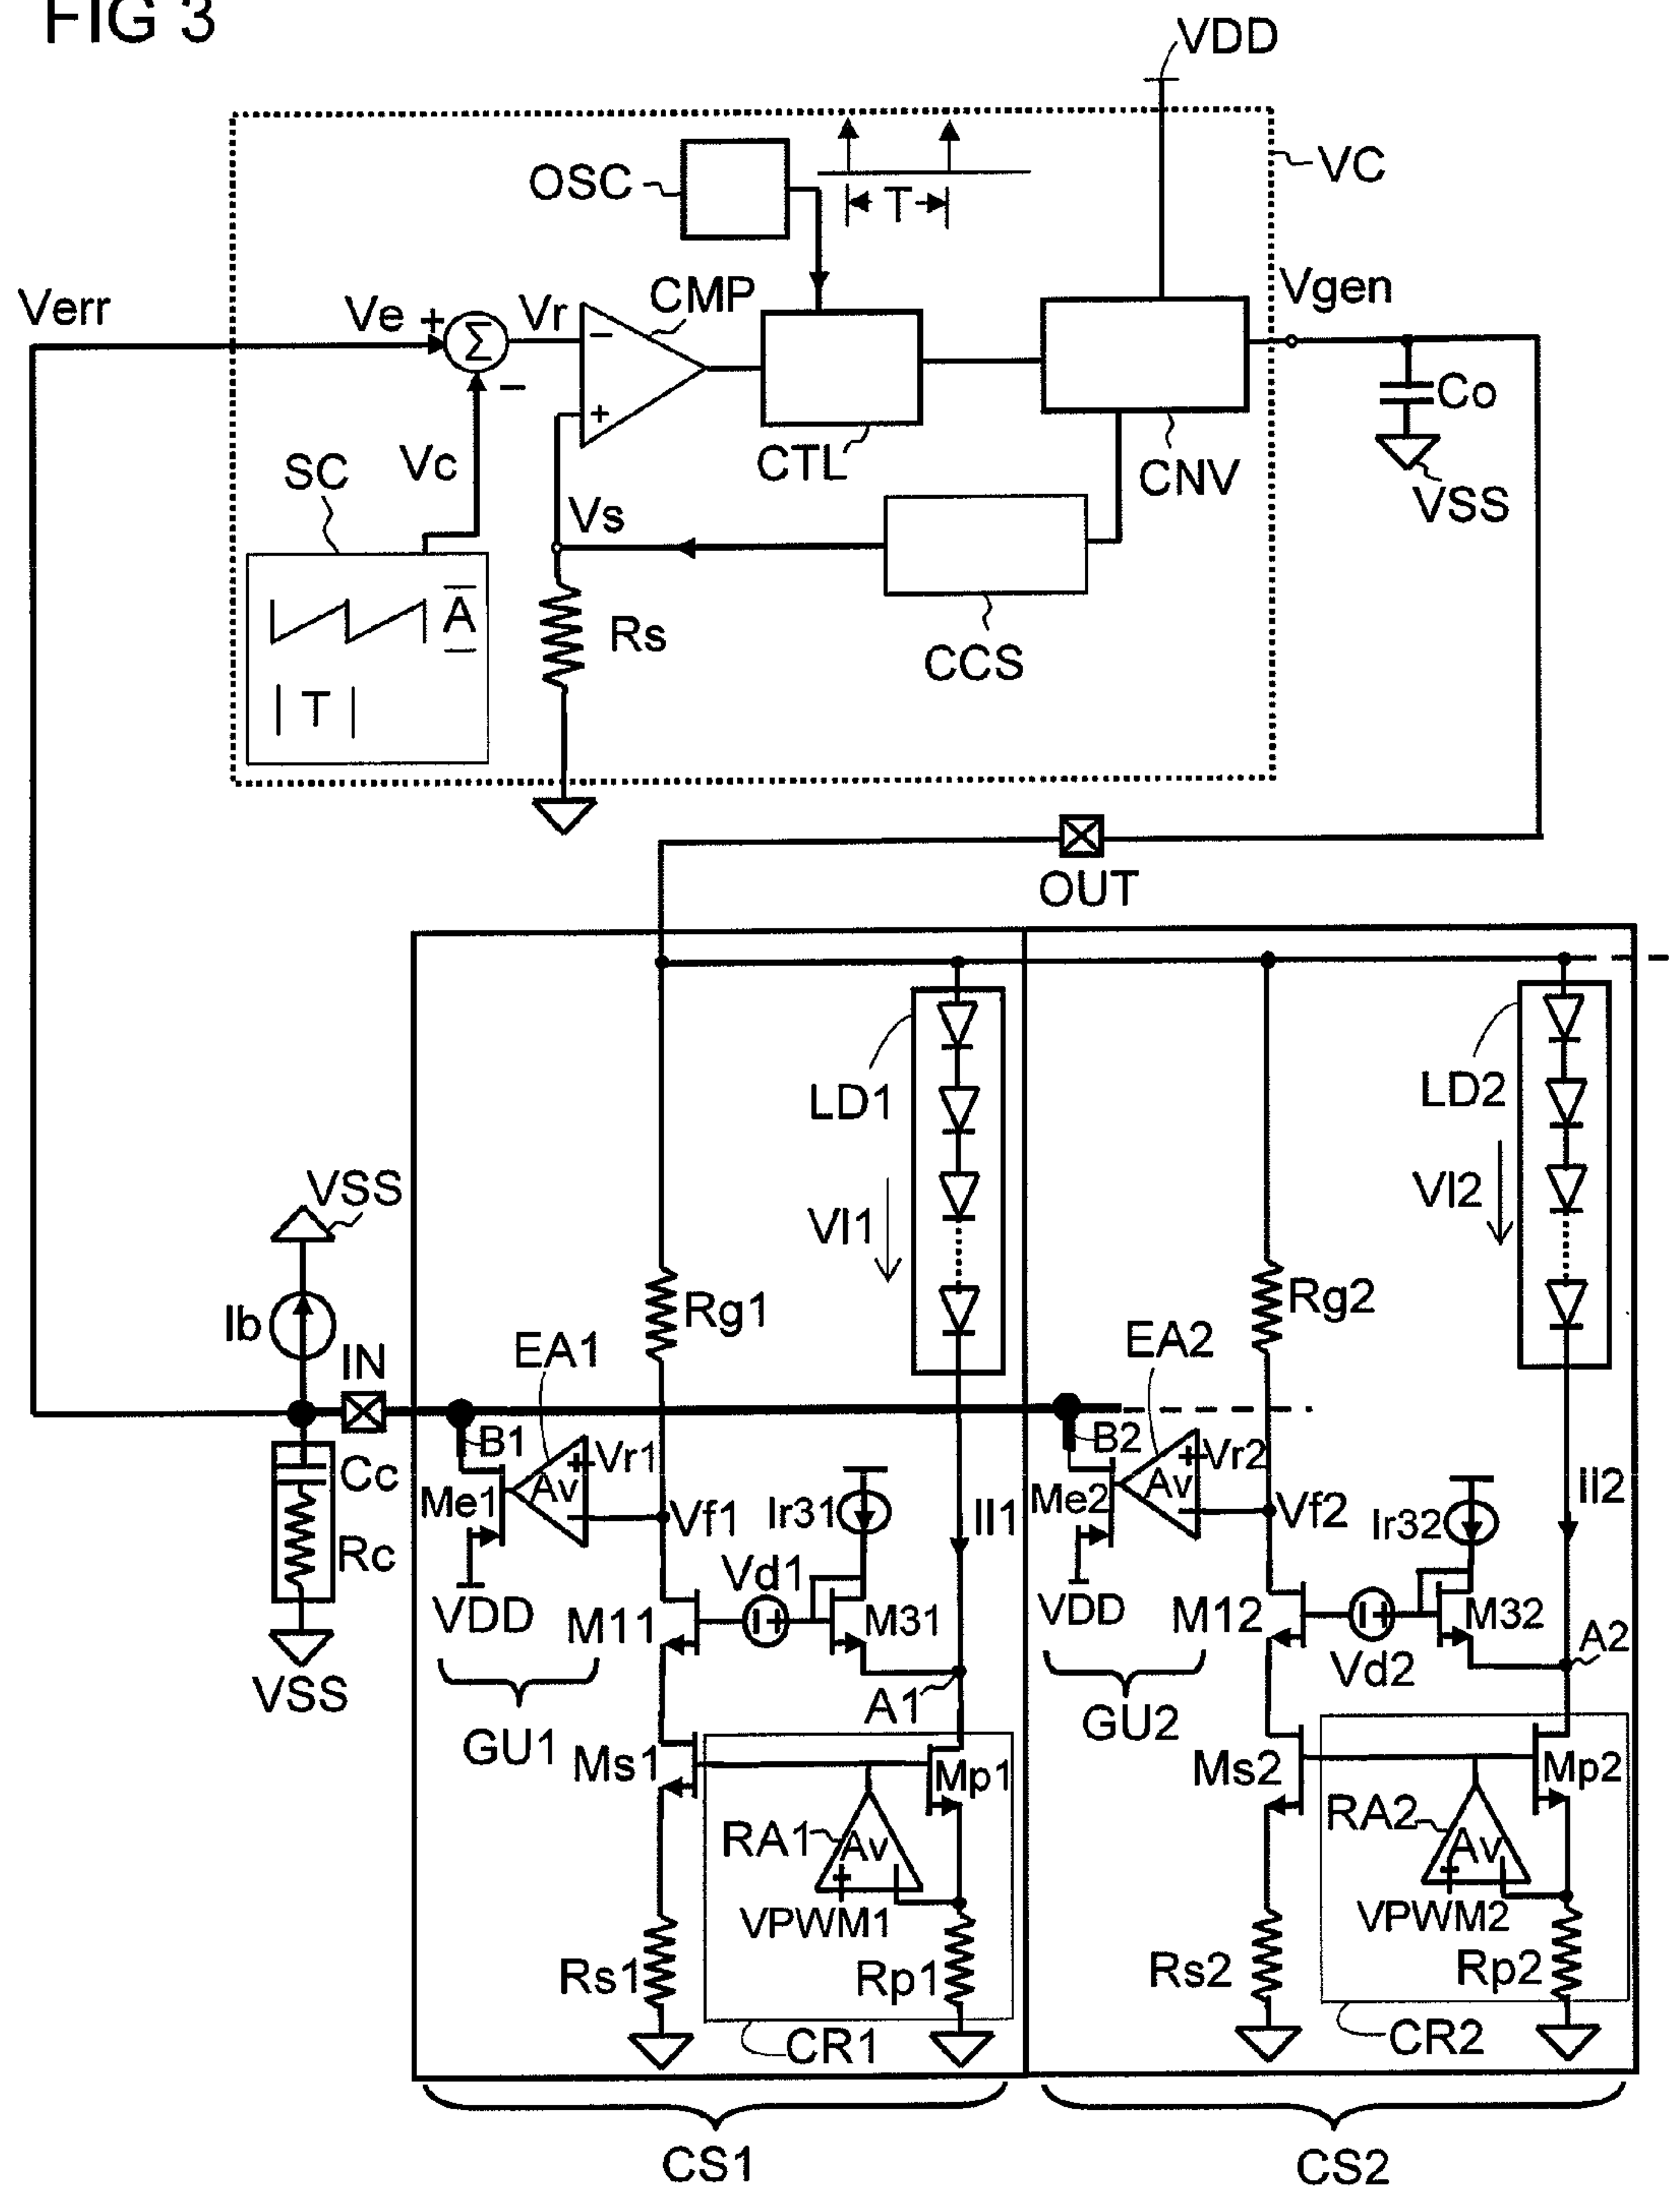 FIG 3
VDD
VC
OSC
T
Verr
Ve
+
Σ
−
Vr
CMP
−
+
CTL
CNV
Vgen
Co
VSS
SC
Vc
A
T
Vs
Rs
CCS
OUT
LD1
Vl1
LD2
Vl2
VSS
Ib
IN
Rg1
Rg2
EA1
EA2
B1
Av
+
−
Vr1
B2
Av
+
−
Vr2
Cc
Rc
VSS
Me1
VDD
Vf1
Ir31
Il1
Me2
VDD
Vf2
Ir32
Il2
M11
Vd1
M31
A1
M12
Vd2
M32
A2
GU1
GU2
Ms1
Mp1
RA1
Av
+
VPWM1
Rs1
Rp1
CR1
Ms2
Mp2
RA2
Av
+
VPWM2
Rs2
Rp2
CR2
CS1
CS2